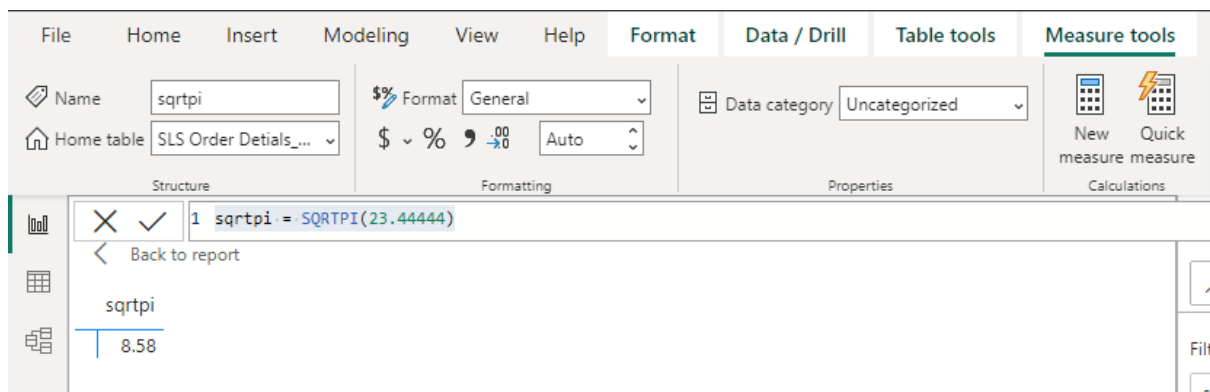 File Home Insert Modeling View Help Format Data / Drill Table tools Measure tools
Name sqrtpi
Home table SLS Order Detials_...
Structure
$% Format General
$ % , .00 →0 Auto
Formatting
Data category Uncategorized
Properties
New measure
Quick measure
Calculations
1 sqrtpi = SQRTPI(23.44444)
Back to report
sqrtpi
8.58